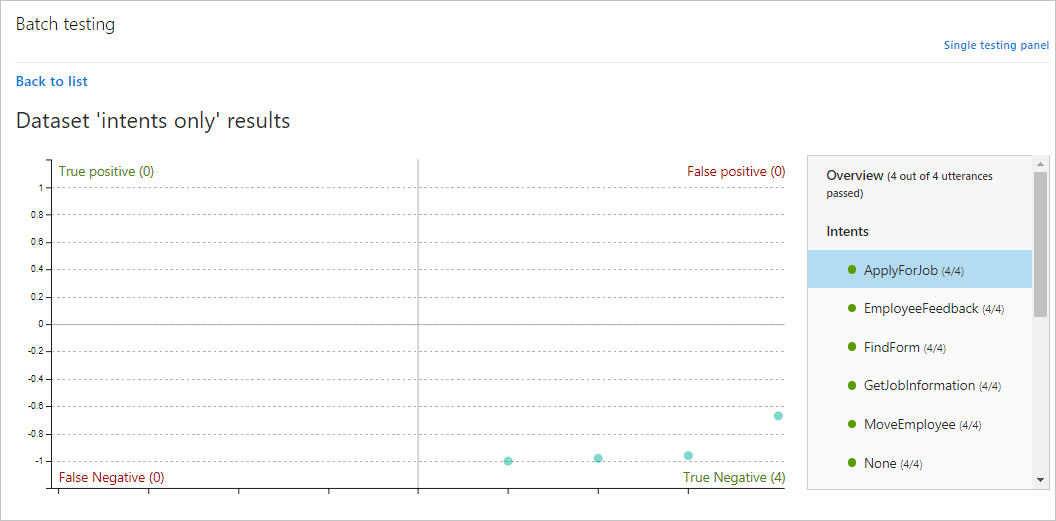 Batch testing
Single testing panel
Back to list
Dataset 'intents only' results
True positive (0)
False positive (0)
1
0.8
0.6
0.4
0.2
0
-0.2
-0.4
-0.6
-0.8
-1
False Negative (0)
True Negative (4)
Overview (4 out of 4 utterances
passed)
Intents
ApplyForJob (4/4)
EmployeeFeedback (4/4)
FindForm (4/4)
GetJobInformation (4/4)
MoveEmployee (4/4)
None (4/4)